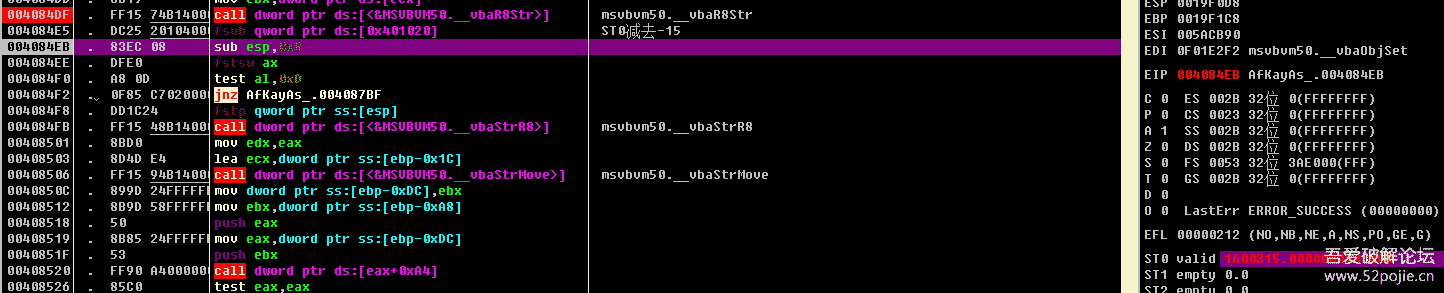 mov ebx,dword ptr ds:[ecx]
004084DF . FF15 74B14000 call dword ptr ds:[<&MSVBVM50.__vbaR8Str>] msvbvm50.__vbaR8Str
004084E5 . DC25 20104000 fsub qword ptr ds:[0x401020] ST0减去-15
004084EB . 83EC 08 sub esp,0x8
004084EE . DFE0 fstsw ax
004084F0 . A8 0D test al,0xD
004084F2 .v 0F85 C7020000 jnz AfKayAs_.004087BF
004084F8 . DD1C24 fstp qword ptr ss:[esp]
004084FB . FF15 48B14000 call dword ptr ds:[<&MSVBVM50.__vbaStrR8>] msvbvm50.__vbaStrR8
00408501 . 8BD0 mov edx,eax
00408503 . 8D4D E4 lea ecx,dword ptr ss:[ebp-0x1C]
00408506 . FF15 94B14000 call dword ptr ds:[<&MSVBVM50.__vbaStrMove>] msvbvm50.__vbaStrMove
0040850C . 899D 24FFFFFF mov dword ptr ss:[ebp-0xDC],ebx
00408512 . 8B9D 58FFFFFF mov ebx,dword ptr ss:[ebp-0xA8]
00408518 . 50 push eax
00408519 . 8B85 24FFFFFF mov eax,dword ptr ss:[ebp-0xDC]
0040851F . 53 push ebx
00408520 . FF90 A4000000 call dword ptr ds:[eax+0xA4]
00408526 . 85C0 test eax,eax
ESP 0019F0D8
EBP 0019F1C8
ESI 005ACB90
EDI 0F01E2F2 msvbvm50.__vbaObjSet
EIP 004084EB AfKayAs_.004084EB
C 0 ES 002B 32位 0(FFFFFFFF)
P 0 CS 0023 32位 0(FFFFFFFF)
A 1 SS 002B 32位 0(FFFFFFFF)
Z 0 DS 002B 32位 0(FFFFFFFF)
S 0 FS 0053 32位 3AE000(FFF)
T 0 GS 002B 32位 0(FFFFFFFF)
D 0
O 0 LastErr ERROR_SUCCESS (00000000)
EFL 00000212 (NO,NB,NE,A,NS,PO,GE,G)
ST0 valid 1600315.0000
ST1 empty 0.0
ST2 empty 0.0
吾爱破解论坛
www.52pojie.cn